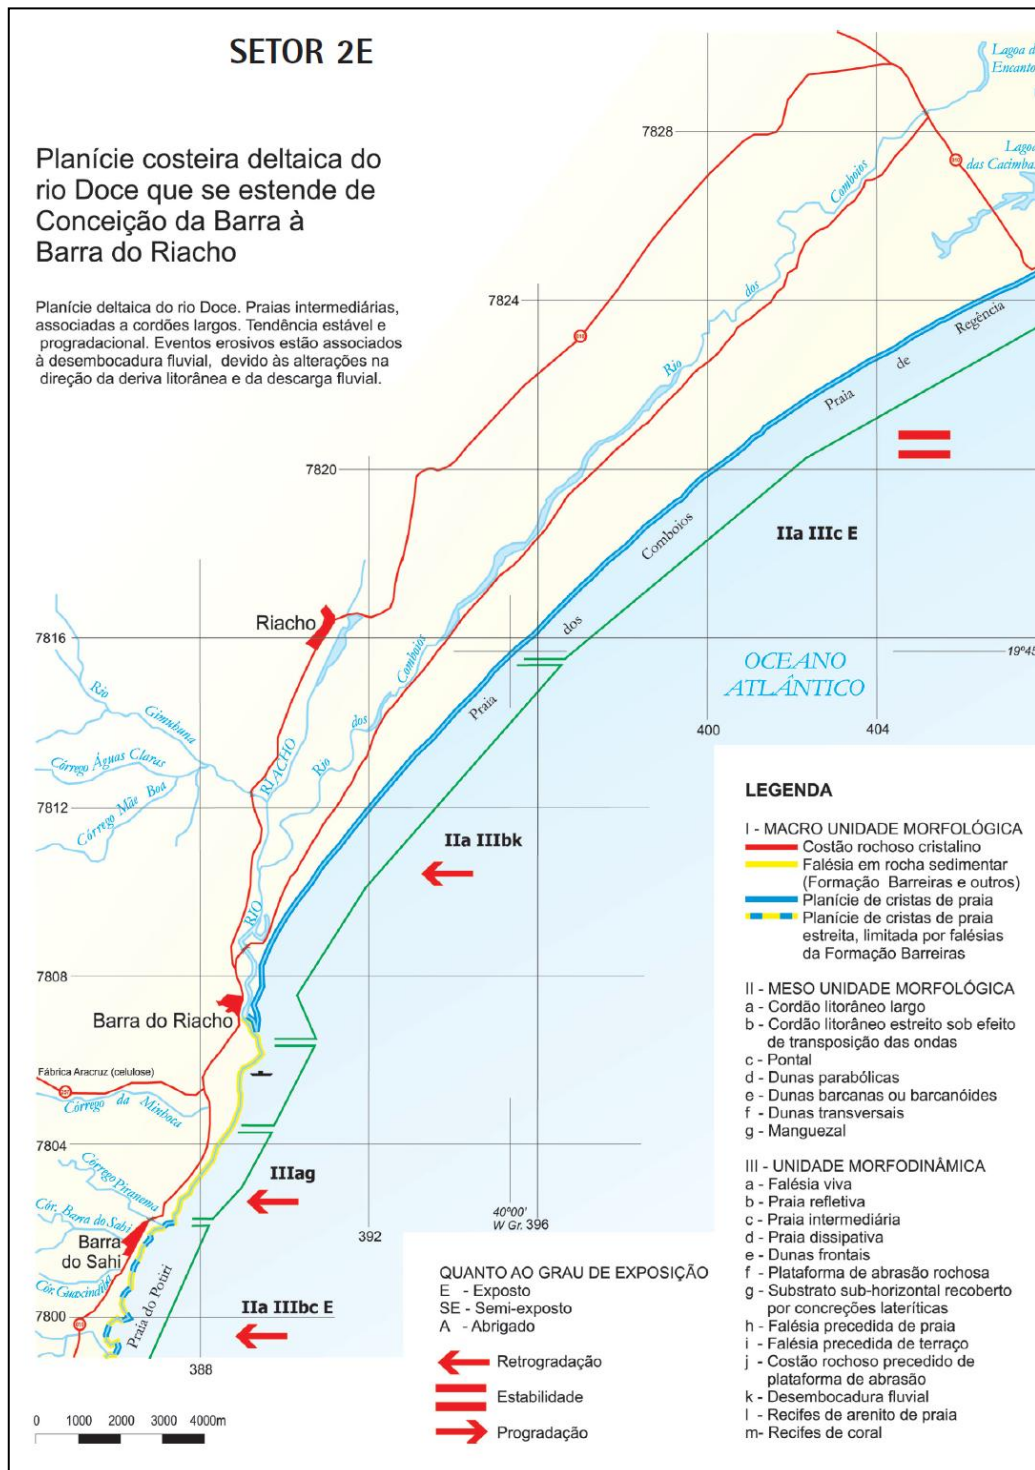 SETOR 2E
Planície costeira deltaica do
rio Doce que se estende de
Conceição da Barra à
Barra do Riacho
Planície deltaica do rio Doce. Praias intermediárias,
associadas a cordões largos. Tendência estável e
progradacional. Eventos erosivos estão associados
à desembocadura fluvial, devido às alterações na
direção da deriva litorânea e da descarga fluvial.
Lagoa d
Encanto
7828
Lagoa
das Cacimbas
010
Comboios
dos
Rio
7824
010
Praia de Regência
7820
IIa IIIc E
Praia dos Comboios
Riacho
7816
Rio dos Comboios
19°45
OCEANO
ATLÂNTICO
Rio Gimuhuna
400
404
Córrego Águas Claras
Córrego Mãe Boa
RIO RIACHO
7812
IIa IIIbk
7808
Barra do Riacho
Fábrica Aracruz (celulose)
Córrego da Minhoca
7804
Córrego Piranema
IIIag
Cór. Barra do Sahi
Barra
do Sahi
392
40°00'
W Gr. 396
7800
Praia do Potiri
IIa IIIbc E
388
0 1000 2000 3000 4000m
QUANTO AO GRAU DE EXPOSIÇÃO
E - Exposto
SE - Semi-exposto
A - Abrigado
Retrogradação
Estabilidade
Progradação
LEGENDA
I - MACRO UNIDADE MORFOLÓGICA
Costão rochoso cristalino
Falésia em rocha sedimentar
(Formação Barreiras e outros)
Planície de cristas de praia
Planície de cristas de praia
estreita, limitada por falésias
da Formação Barreiras
II - MESO UNIDADE MORFOLÓGICA
a - Cordão litorâneo largo
b - Cordão litorâneo estreito sob efeito
de transposição das ondas
c - Pontal
d - Dunas parabólicas
e - Dunas barcanas ou barcanóides
f - Dunas transversais
g - Manguezal
III - UNIDADE MORFODINÂMICA
a - Falésia viva
b - Praia refletiva
c - Praia intermediária
d - Praia dissipativa
e - Dunas frontais
f - Plataforma de abrasão rochosa
g - Substrato sub-horizontal recoberto
por concreções lateríticas
h - Falésia precedida de praia
i - Falésia precedida de terraço
j - Costão rochoso precedido de
plataforma de abrasão
k - Desembocadura fluvial
l - Recifes de arenito de praia
m- Recifes de coral